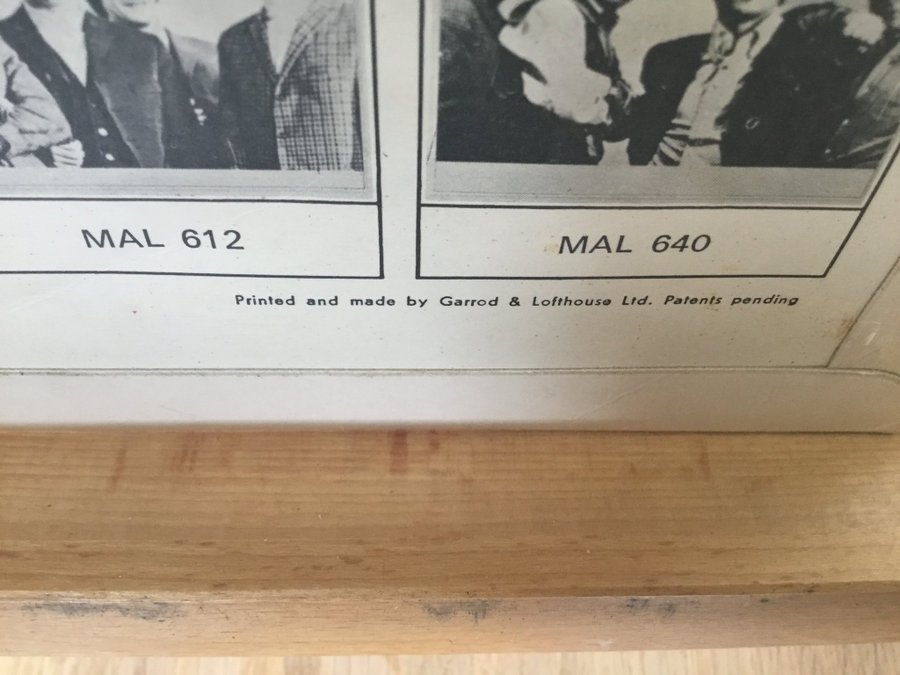 MAL 612
MAL 640
Printed and made by Garrod & Lofthouse Ltd. Patents pending